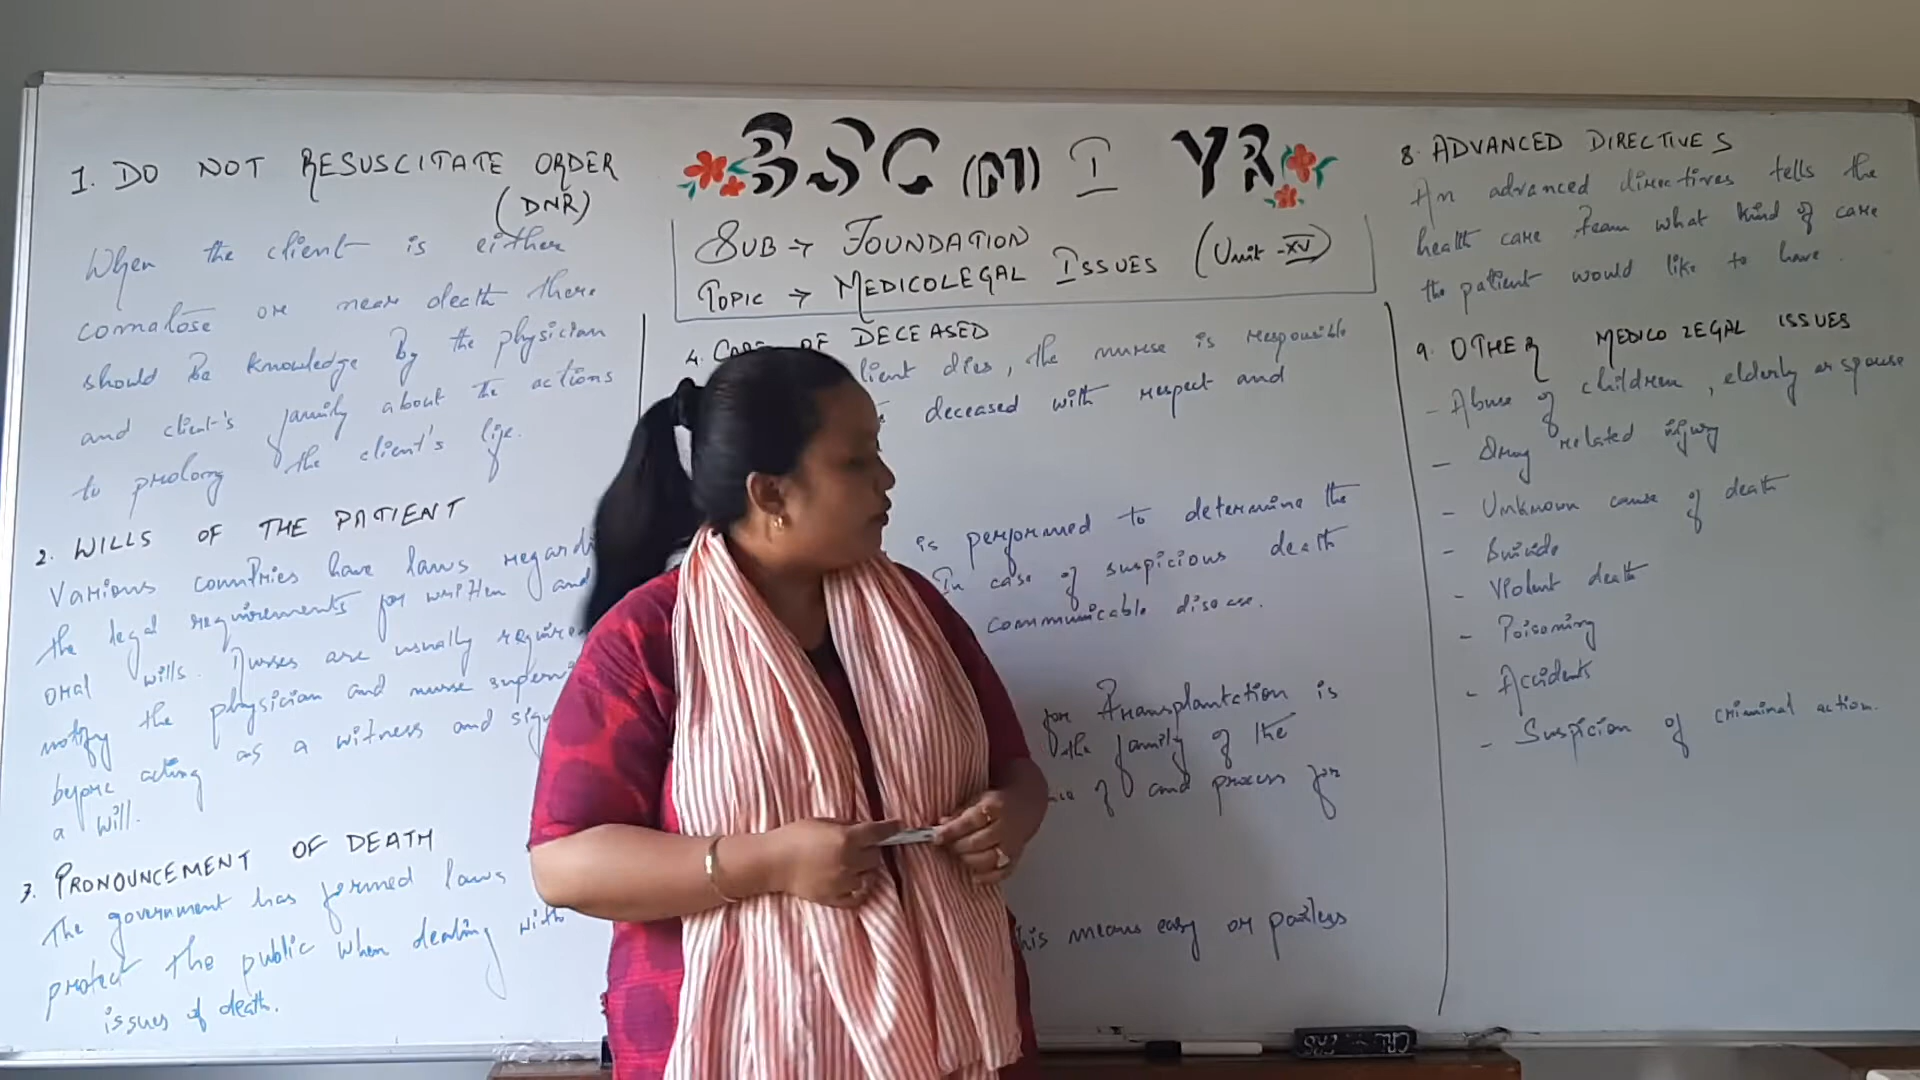 BSC (N) I YR
SUB → FOUNDATION
TOPIC → MEDICOLEGAL ISSUES (Unit-XV)
1. DO NOT RESUSCITATE ORDER
(DNR)
When the client is either
comatose or near death there
should be knowledge by the physician
and client's family about the actions
to prolong the client's life.
2. WILLS OF THE PATIENT
Various countries have laws regardi
the legal requirements for written and
oral wills. Nurses are usually require
notify the physician and nurse supervi
before acting as a witness and sig
a will.
3. PRONOUNCEMENT OF DEATH
The government has formed laws
protect the public when dealing with
issues of death.
4. CARE OF DECEASED
lient dies, the nurse is responsible
deceased with respect and
is performed to determine the
In case of suspicious death
communicable disease.
for Transplantation is
the family of the
of and process for
his means easy or painless
8. ADVANCED DIRECTIVES
An advanced directives tells the
health care team what kind of care
the patient would like to have.
9. OTHER MEDICO LEGAL ISSUES
- Abuse of children, elderly or spouse
- Drug related injury
- Unknown cause of death
- Suicide
- Violent death
- Poisoning
- Accidents
- Suspicion of criminal action.